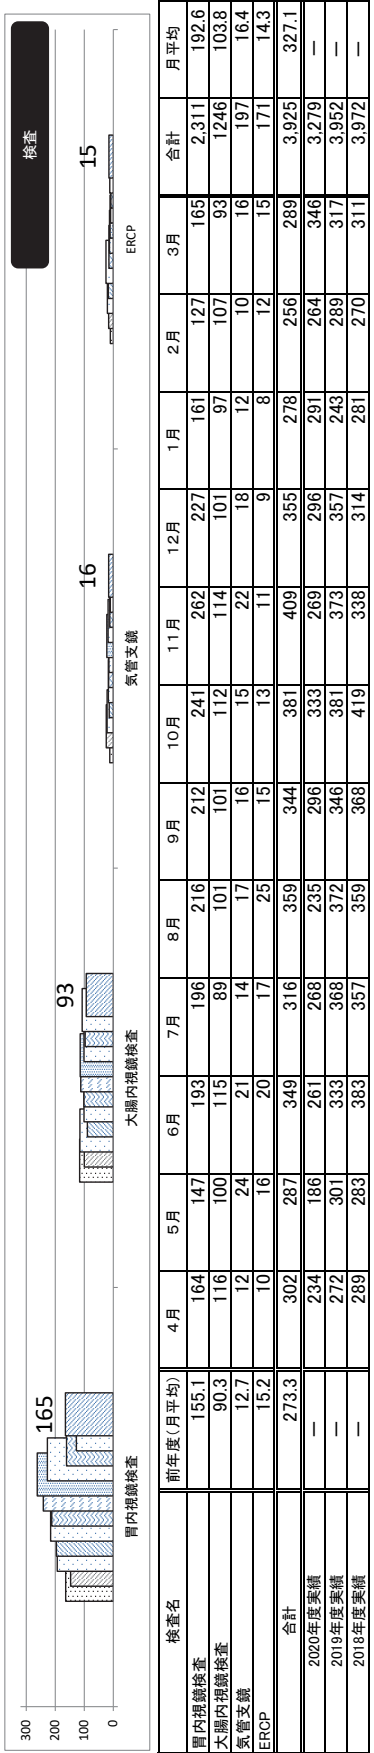 検査
300
200
100
0
165
93
16
15
胃内視鏡検査
大腸内視鏡検査
気管支鏡
ERCP
検査名 前年度(月平均) 4月 5月 6月 7月 8月 9月 10月 11月 12月 1月 2月 3月 合計 月平均
胃内視鏡検査 155.1 164 147 193 196 216 212 241 262 227 161 127 165 2,311 192.6
大腸内視鏡検査 90.3 116 100 115 89 101 101 112 114 101 97 107 93 1246 103.8
気管支鏡 12.7 12 24 21 14 17 16 15 22 18 12 10 16 197 16.4
ERCP 15.2 10 16 20 17 25 15 13 11 9 8 12 15 171 14.3
合計 273.3 302 287 349 316 359 344 381 409 355 278 256 289 3,925 327.1
2020年度実績 ― 234 186 261 268 235 296 333 269 296 291 264 346 3,279 ―
2019年度実績 ― 272 301 333 368 372 346 381 373 357 243 289 317 3,952 ―
2018年度実績 ― 289 283 383 357 359 368 419 338 314 281 270 311 3,972 ―